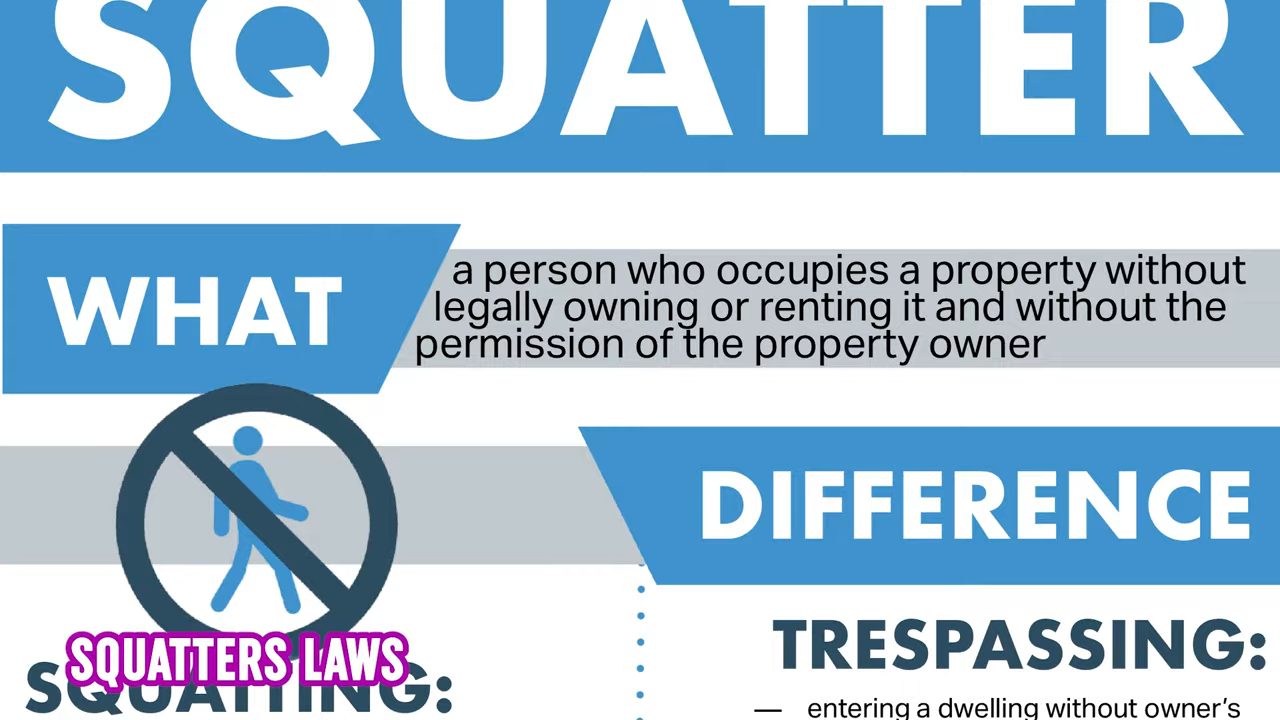 SQUATTER
WHAT
a person who occupies a property without
legally owning or renting it and without the
permission of the property owner
DIFFERENCE
SQUATTERS LAWS
SQUATTING:
TRESPASSING:
— entering a dwelling without owner's